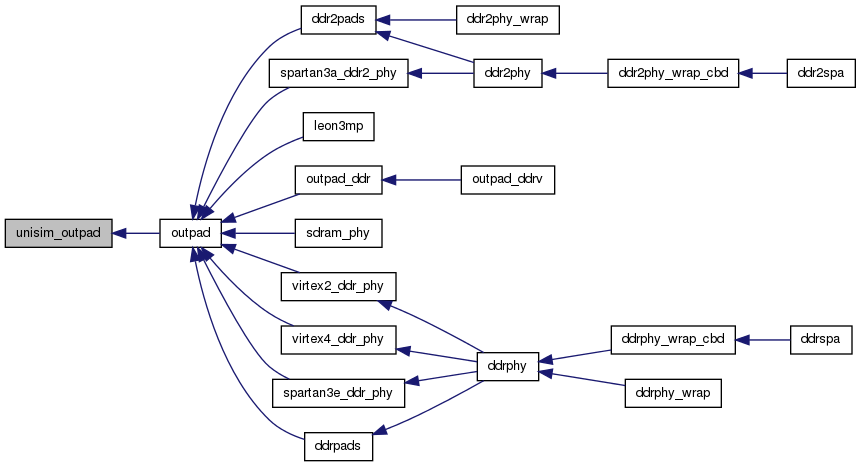 ddr2pads
ddr2phy_wrap
spartan3a_ddr2_phy
ddr2phy
ddr2phy_wrap_cbd
ddr2spa
leon3mp
outpad_ddr
outpad_ddrv
unisim_outpad
outpad
sdram_phy
virtex2_ddr_phy
virtex4_ddr_phy
ddrphy_wrap_cbd
ddrspa
ddrphy
spartan3e_ddr_phy
ddrphy_wrap
ddrpads